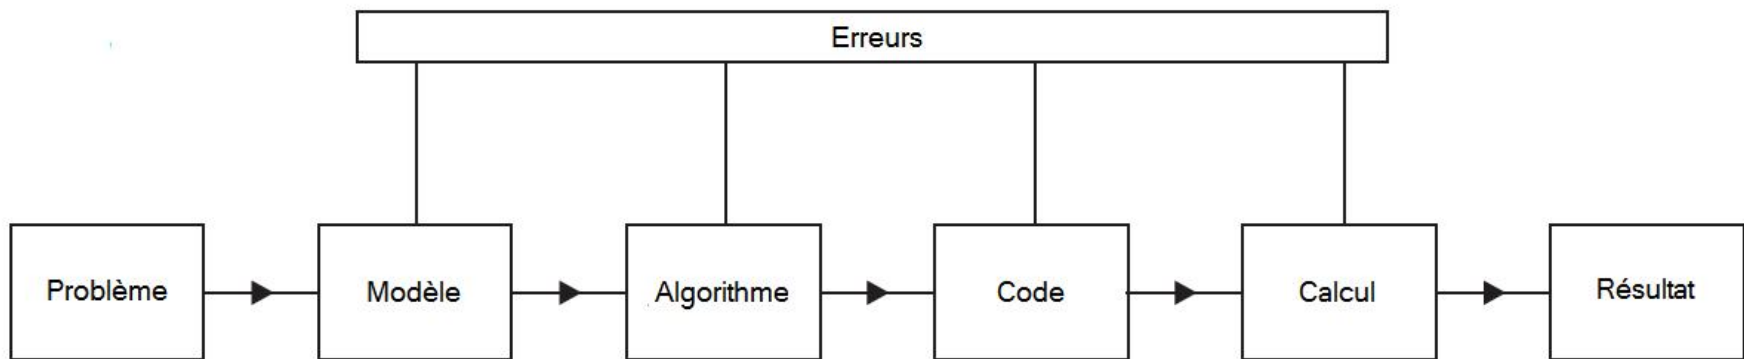 Erreurs
Problème
Modèle
Algorithme
Code
Calcul
Résultat